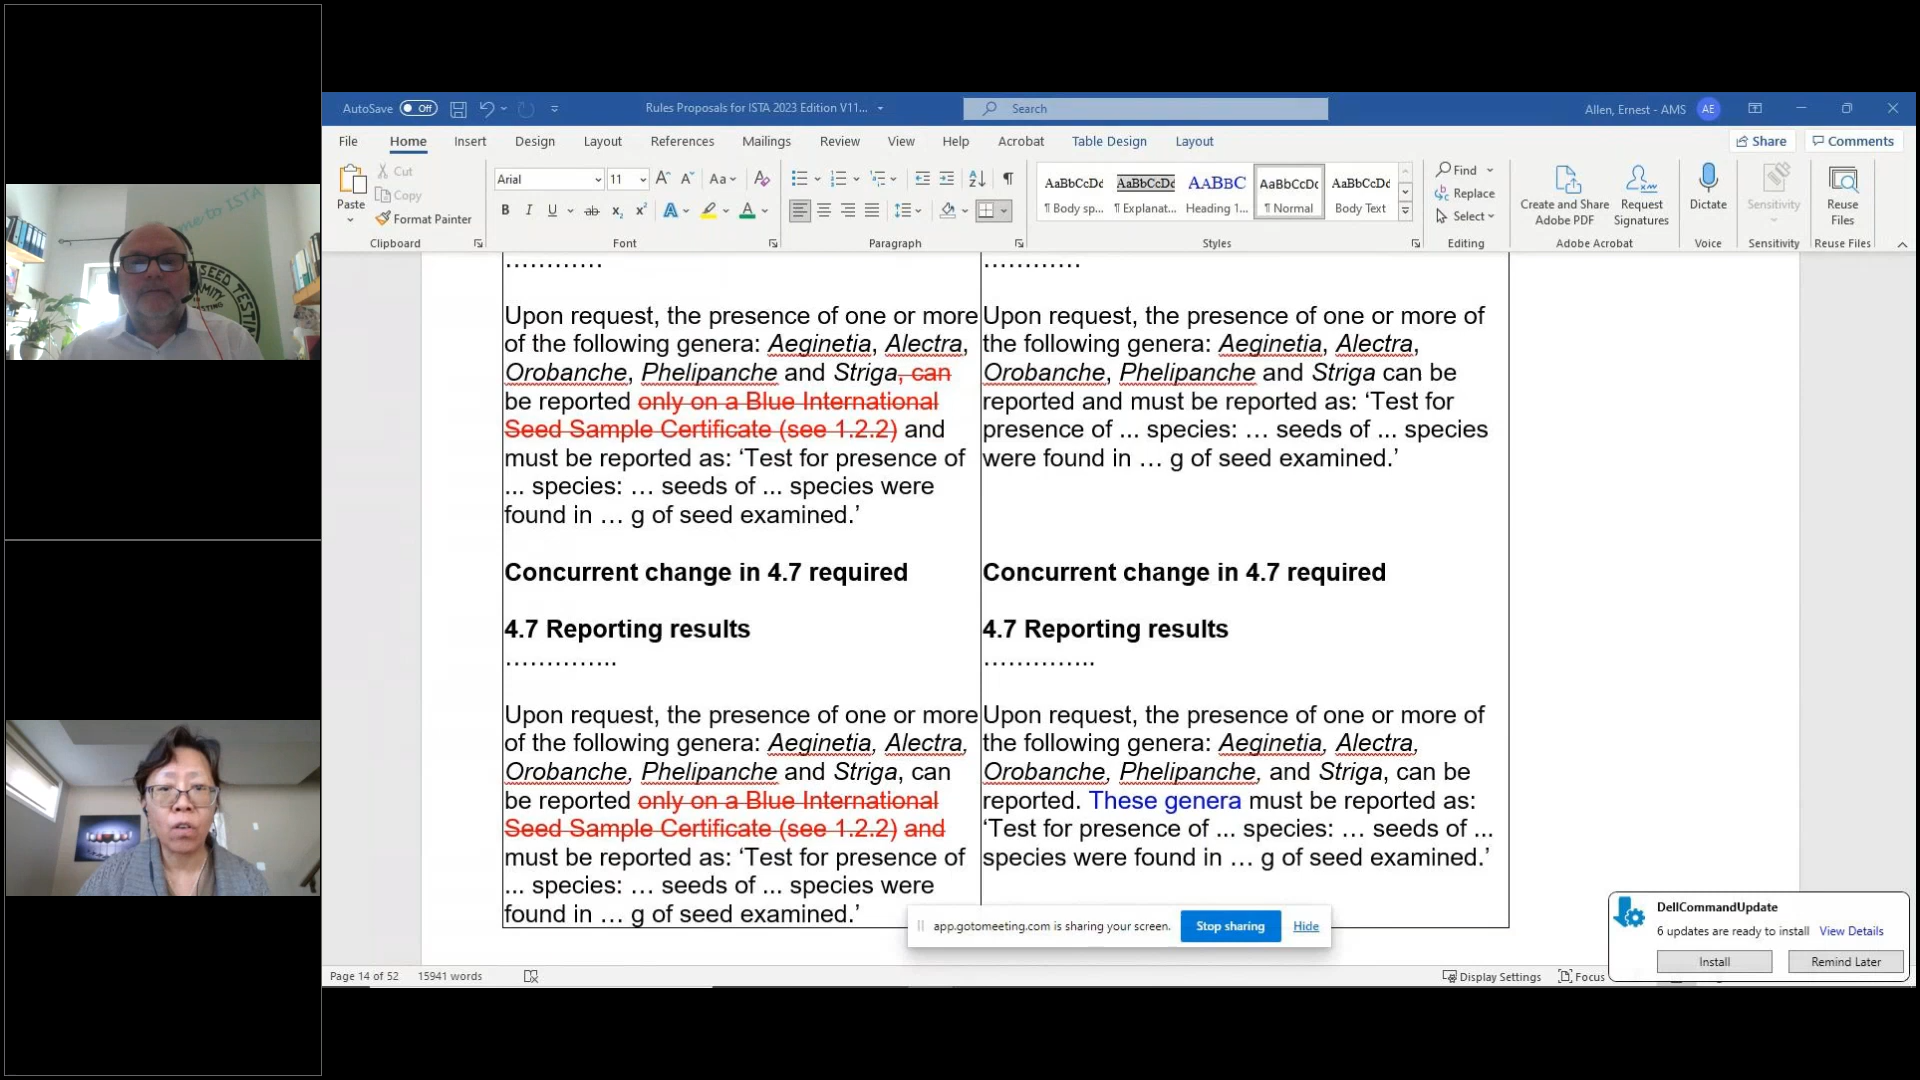 me to ISTA
SEED TESTING
AutoSave Off
Rules Proposals for ISTA 2023 Edition V11...
Search
Allen, Ernest - AMS AE
File Home Insert Design Layout References Mailings Review View Help Acrobat Table Design Layout
Share Comments
Paste
Cut
Copy
Format Painter
Clipboard
Arial 11
Font
Paragraph
AaBbCcDc AaBbCcDc AABBC AaBbCcDc AaBbCcDc
¶ Body sp... ¶ Explanat... Heading 1... ¶ Normal Body Text
Styles
Find
Replace
Select
Editing
Create and Share
Adobe PDF
Request
Signatures
Adobe Acrobat
Dictate
Voice
Sensitivity
Sensitivity
Reuse
Files
Reuse Files
…………
Upon request, the presence of one or more
of the following genera: Aeginetia, Alectra,
Orobanche, Phelipanche and Striga, can
be reported only on a Blue International
Seed Sample Certificate (see 1.2.2) and
must be reported as: ‘Test for presence of
... species: … seeds of ... species were
found in … g of seed examined.’
Concurrent change in 4.7 required
4.7 Reporting results
…………..
Upon request, the presence of one or more
of the following genera: Aeginetia, Alectra,
Orobanche, Phelipanche and Striga, can
be reported only on a Blue International
Seed Sample Certificate (see 1.2.2) and
must be reported as: ‘Test for presence of
... species: … seeds of ... species were
found in … g of seed examined.’
…………
Upon request, the presence of one or more of
the following genera: Aeginetia, Alectra,
Orobanche, Phelipanche and Striga can be
reported and must be reported as: ‘Test for
presence of ... species: … seeds of ... species
were found in … g of seed examined.’
Concurrent change in 4.7 required
4.7 Reporting results
…………..
Upon request, the presence of one or more of
the following genera: Aeginetia, Alectra,
Orobanche, Phelipanche, and Striga, can be
reported. These genera must be reported as:
‘Test for presence of ... species: … seeds of ...
species were found in … g of seed examined.’
app.gotomeeting.com is sharing your screen. Stop sharing Hide
DellCommandUpdate
6 updates are ready to install View Details
Install Remind Later
Page 14 of 52 15941 words
Display Settings Focus